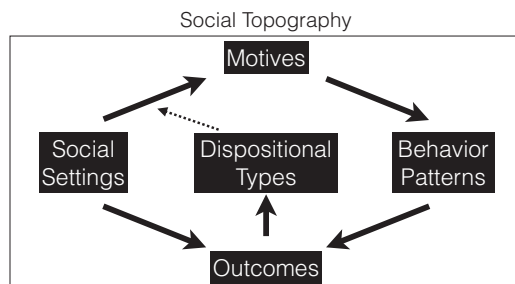 Social Topography
Motives
Social
Settings
Dispositional
Types
Behavior
Patterns
Outcomes